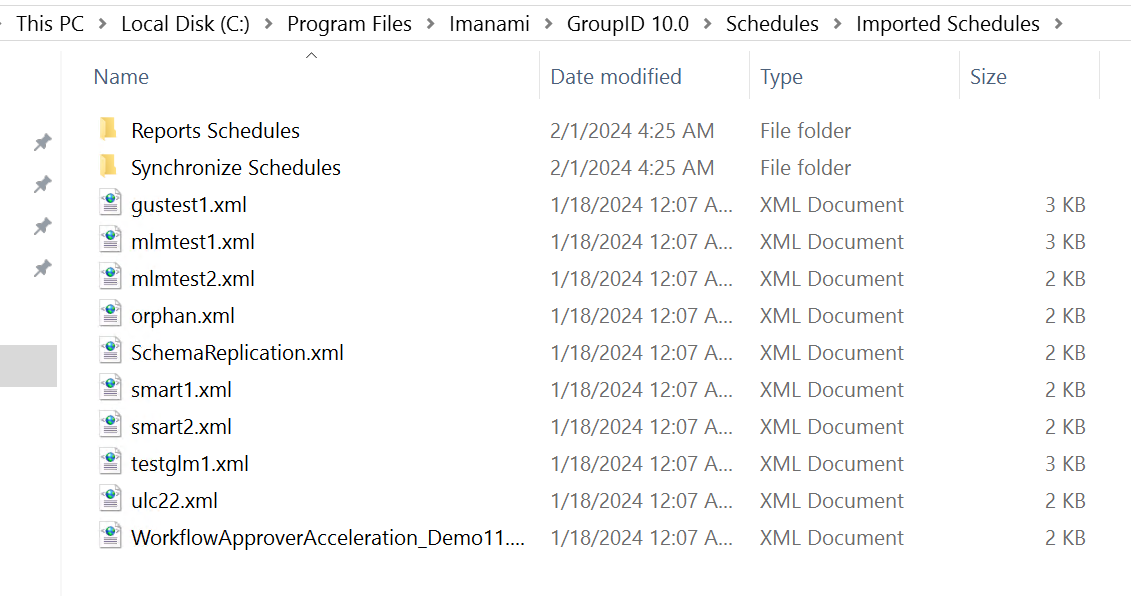 This PC > Local Disk (C:) > Program Files > Imanami > GroupID 10.0 > Schedules > Imported Schedules >
Name Date modified Type Size
Reports Schedules 2/1/2024 4:25 AM File folder
Synchronize Schedules 2/1/2024 4:25 AM File folder
gustest1.xml 1/18/2024 12:07 A... XML Document 3 KB
mlmtest1.xml 1/18/2024 12:07 A... XML Document 3 KB
mlmtest2.xml 1/18/2024 12:07 A... XML Document 2 KB
orphan.xml 1/18/2024 12:07 A... XML Document 2 KB
SchemaReplication.xml 1/18/2024 12:07 A... XML Document 2 KB
smart1.xml 1/18/2024 12:07 A... XML Document 2 KB
smart2.xml 1/18/2024 12:07 A... XML Document 2 KB
testglm1.xml 1/18/2024 12:07 A... XML Document 3 KB
ulc22.xml 1/18/2024 12:07 A... XML Document 2 KB
WorkflowApproverAcceleration_Demo11.... 1/18/2024 12:07 A... XML Document 2 KB